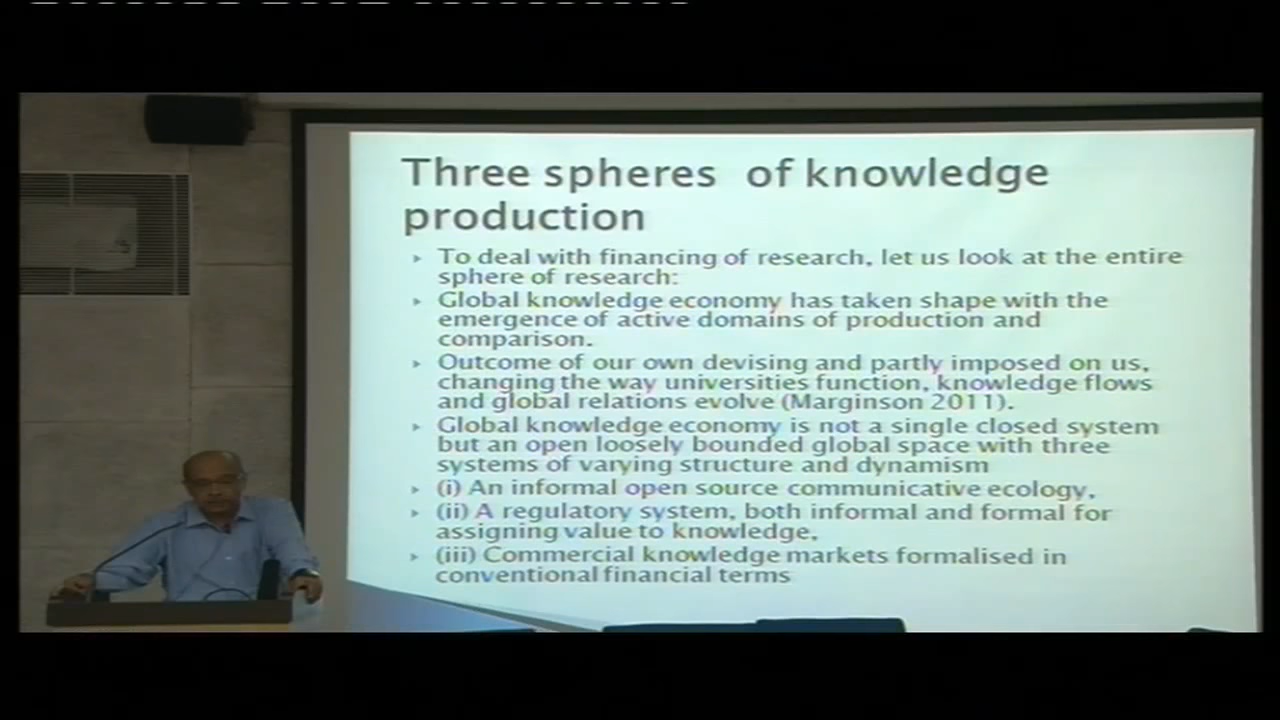 Three spheres of knowledge
production
To deal with financing of research, let us look at the entire
sphere of research:
Global knowledge economy has taken shape with the
emergence of active domains of production and
comparison.
Outcome of our own devising and partly imposed on us,
changing the way universities function, knowledge flows
and global relations evolve (Marginson 2011).
Global knowledge economy is not a single closed system
but an open loosely bounded global space with three
systems of varying structure and dynamism
(i) An informal open source communicative ecology,
(ii) A regulatory system, both informal and formal for
assigning value to knowledge,
(iii) Commercial knowledge markets formalised in
conventional financial terms